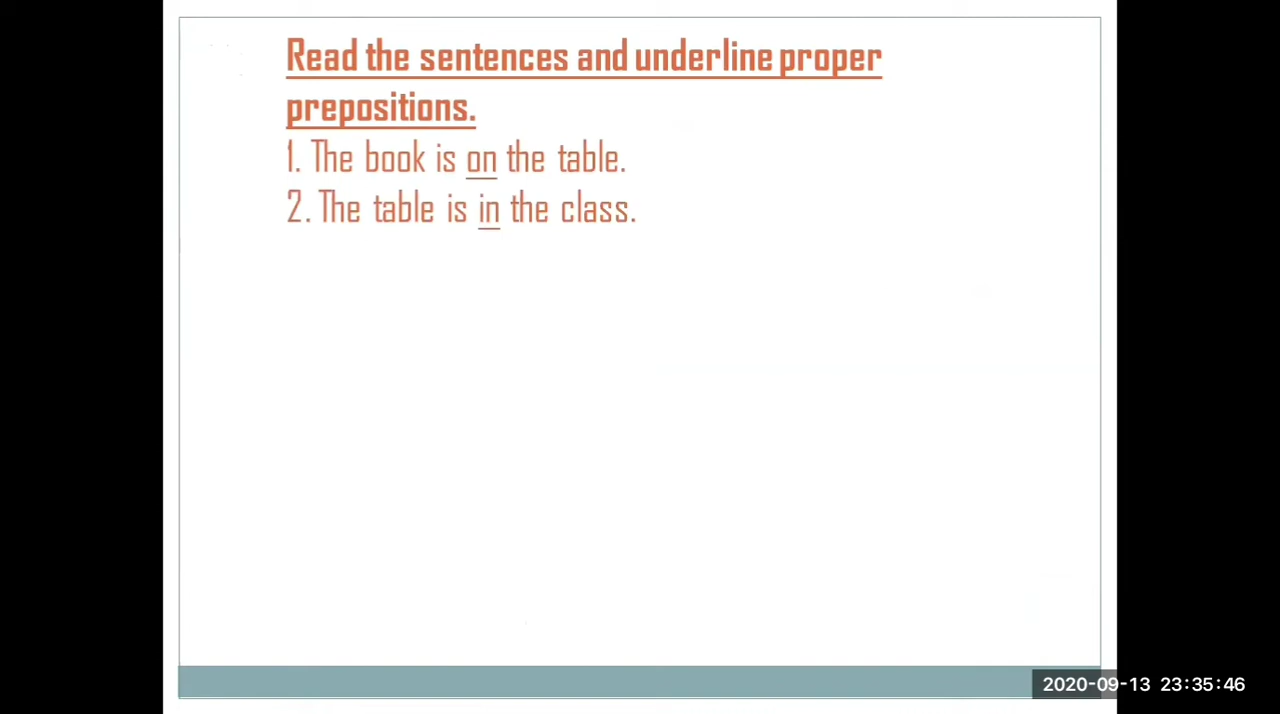 Read the sentences and underline proper
prepositions.
1. The book is on the table.
2. The table is in the class.
2020-09-13 23:35:46